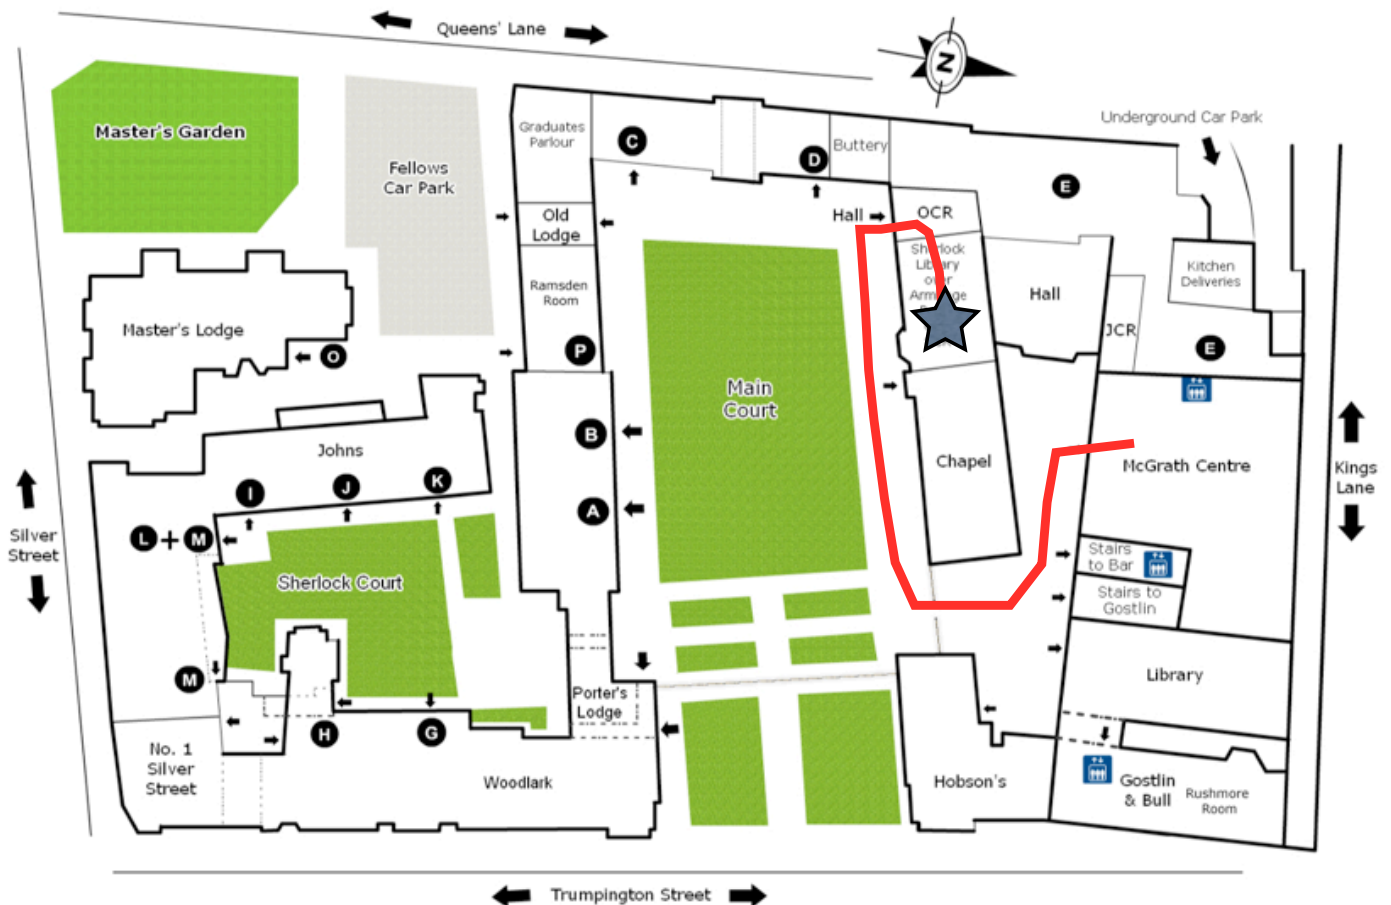 Queens' Lane
N
Underground Car Park
Master's Garden
Graduates
Parlour
C
D
Buttery
Fellows
Car Park
E
Hall
OCR
Old
Lodge
Sherlock
Library
over
Kitchen
Deliveries
Ramsden
Room
Hall
Master's Lodge
JCR
O
P
E
Main
Court
B
Johns
McGrath Centre
Chapel
Kings
Lane
I
J
K
A
Silver
Street
L + M
Stairs
to Bar
Sherlock Court
Stairs to
Gostlin
M
Library
Porter's
Lodge
H
G
No. 1
Silver
Street
Woodlark
Hobson's
Gostlin
& Bull
Rushmore
Room
Trumpington Street